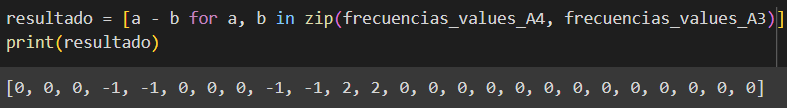 resultado = [a - b for a, b in zip(frecuencias_values_A4, frecuencias_values_A3)]
print(resultado)
[0, 0, 0, -1, -1, 0, 0, 0, -1, -1, 2, 2, 0, 0, 0, 0, 0, 0, 0, 0, 0, 0, 0, 0, 0]